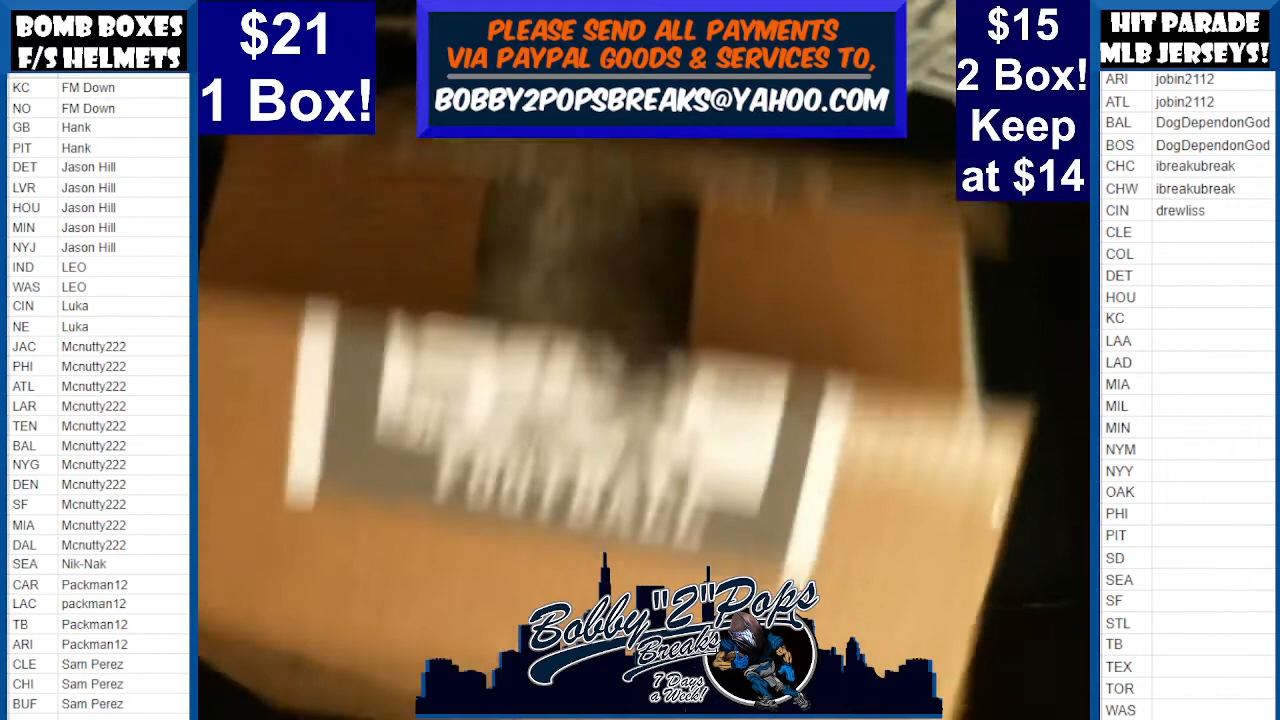 BOMB BOXES
F/S HELMETS
KC FM Down
NO FM Down
GB Hank
PIT Hank
DET Jason Hill
LVR Jason Hill
HOU Jason Hill
MIN Jason Hill
NYJ Jason Hill
IND LEO
WAS LEO
CIN Luka
NE Luka
JAC Mcnutty222
PHI Mcnutty222
ATL Mcnutty222
LAR Mcnutty222
TEN Mcnutty222
BAL Mcnutty222
NYG Mcnutty222
DEN Mcnutty222
SF Mcnutty222
MIA Mcnutty222
DAL Mcnutty222
SEA Nik-Nak
CAR Packman12
LAC packman12
TB Packman12
ARI Packman12
CLE Sam Perez
CHI Sam Perez
BUF Sam Perez
$21
1 Box!
PLEASE SEND ALL PAYMENTS
VIA PAYPAL GOODS & SERVICES TO,
BOBBY2POPSBREAKS@YAHOO.COM
Bobby "2" Pops
Breaks
7 Days
a Week!
$15
2 Box!
Keep
at $14
HIT PARADE
MLB JERSEYS!
ARI jobin2112
ATL jobin2112
BAL DogDependonGod
BOS DogDependonGod
CHC ibreakubreak
CHW ibreakubreak
CIN drewliss
CLE
COL
DET
HOU
KC
LAA
LAD
MIA
MIL
MIN
NYM
NYY
OAK
PHI
PIT
SD
SEA
SF
STL
TB
TEX
TOR
WAS